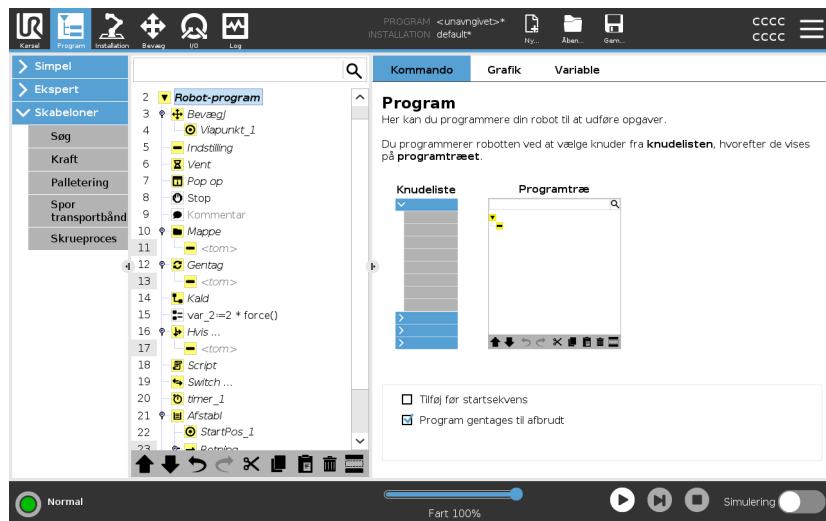 UR
PROGRAM <unavngivet>*
INSTALLATION default*
cccc
cccc
Kørsel Program Installation Bevæg I/O Log Ny... Åben... Gem...
Simpel
Ekspert
Skabeloner
Søg
Kraft
Palletering
Spor
transportbånd
Skrueproces
2 Robot-program
3 BevægJ
4 Viapunkt_1
5 Indstilling
6 Vent
7 Pop op
8 Stop
9 Kommentar
10 Mappe
11 <tom>
12 Gentag
13 <tom>
14 Kald
15 var_2:=2 * force()
16 Hvis ...
17 <tom>
18 Script
19 Switch ...
20 timer_1
21 Afstabl
22 StartPos_1
23 Retning
Kommando Grafik Variable
Program
Her kan du programmere din robot til at udføre opgaver.
Du programmerer robotten ved at vælge knuder fra knudelisten, hvorefter de vises
på programtræet.
Knudeliste Programtræ
Tilføj før startsekvens
Program gentages til afbrudt
Normal
Fart 100%
Simulering